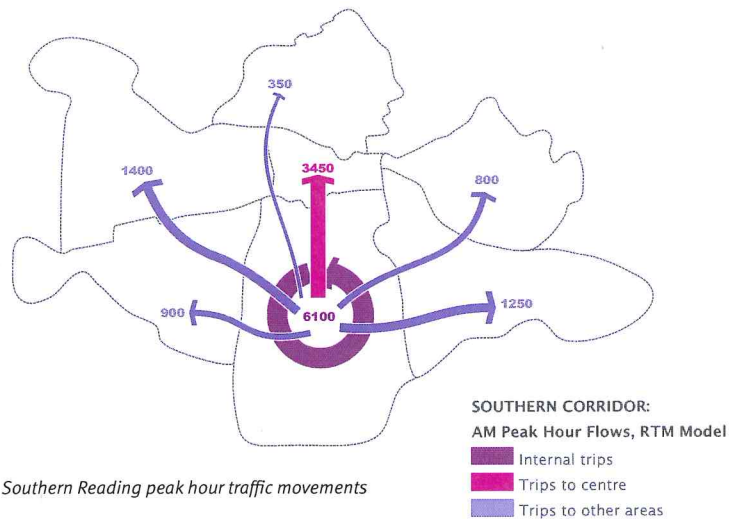 350
1400
3450
800
900
6100
1250
SOUTHERN CORRIDOR:
AM Peak Hour Flows, RTM Model
Internal trips
Trips to centre
Trips to other areas
Southern Reading peak hour traffic movements